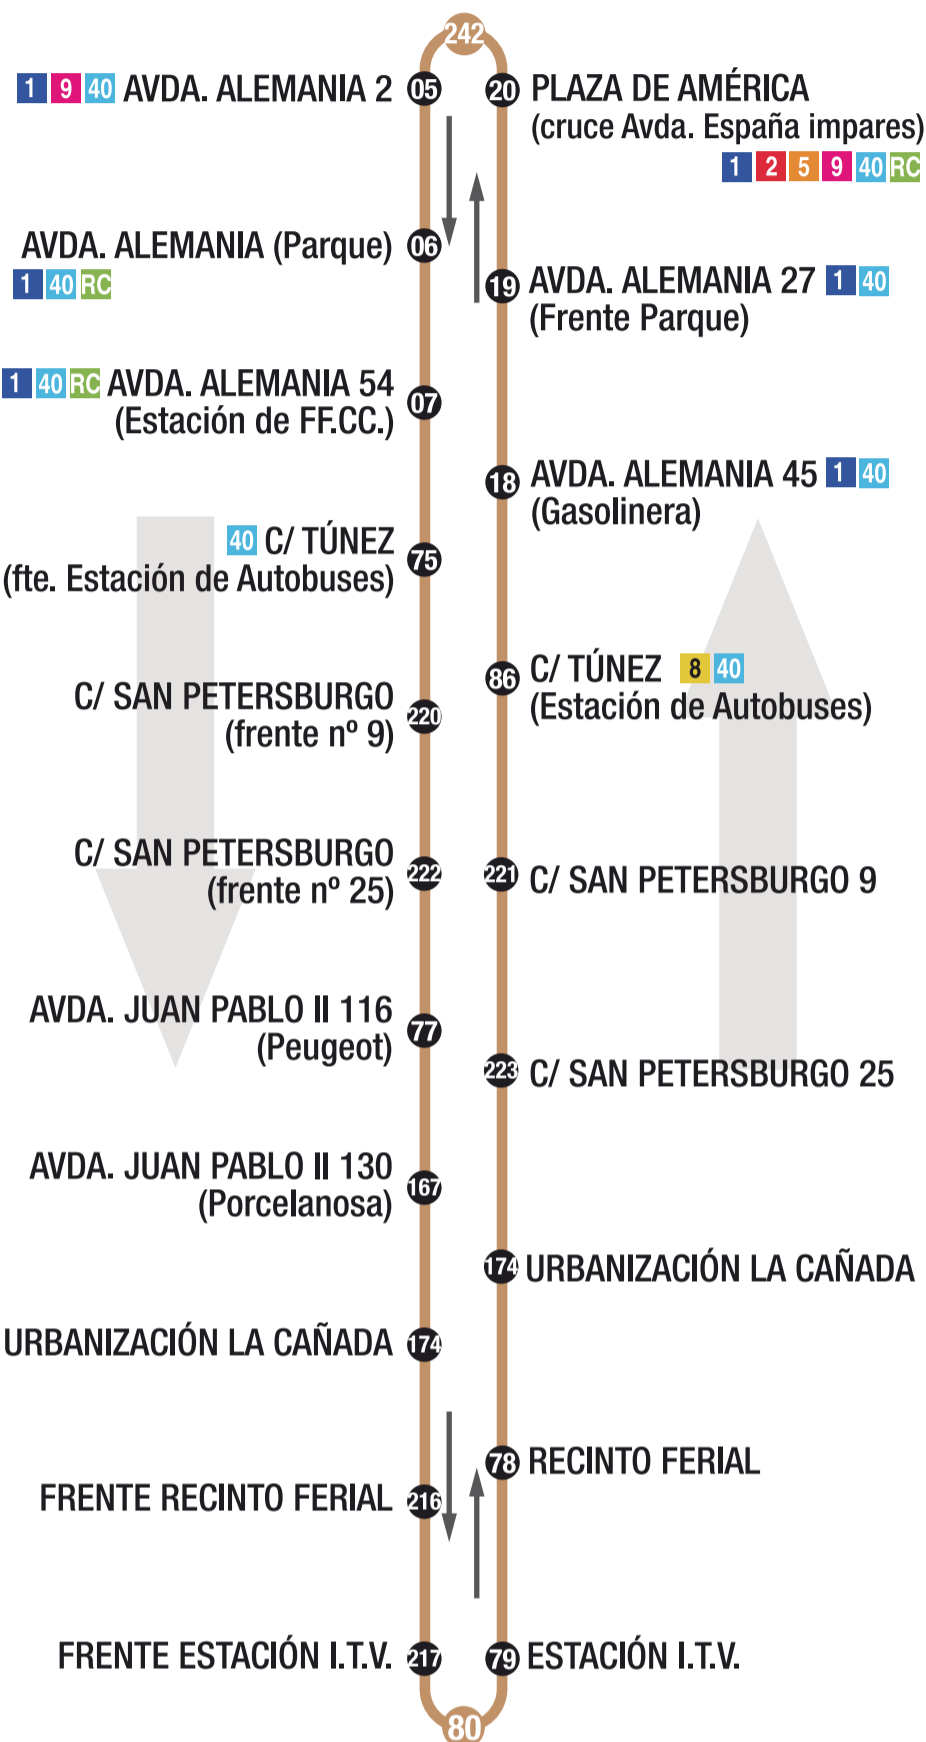 242
1 9 40 AVDA. ALEMANIA 2 05
20 PLAZA DE AMÉRICA
(cruce Avda. España impares)
1 2 5 9 40 RC
AVDA. ALEMANIA (Parque) 06
1 40 RC
19 AVDA. ALEMANIA 27 1 40
(Frente Parque)
1 40 RC AVDA. ALEMANIA 54
(Estación de FF.CC.) 07
18 AVDA. ALEMANIA 45 1 40
(Gasolinera)
40 C/ TÚNEZ 75
(fte. Estación de Autobuses)
86 C/ TÚNEZ 8 40
(Estación de Autobuses)
C/ SAN PETERSBURGO 220
(frente nº 9)
C/ SAN PETERSBURGO 222
(frente nº 25)
221 C/ SAN PETERSBURGO 9
AVDA. JUAN PABLO II 116 77
(Peugeot)
223 C/ SAN PETERSBURGO 25
AVDA. JUAN PABLO II 130 167
(Porcelanosa)
174 URBANIZACIÓN LA CAÑADA
URBANIZACIÓN LA CAÑADA 174
78 RECINTO FERIAL
FRENTE RECINTO FERIAL 216
FRENTE ESTACIÓN I.T.V. 217
79 ESTACIÓN I.T.V.
80